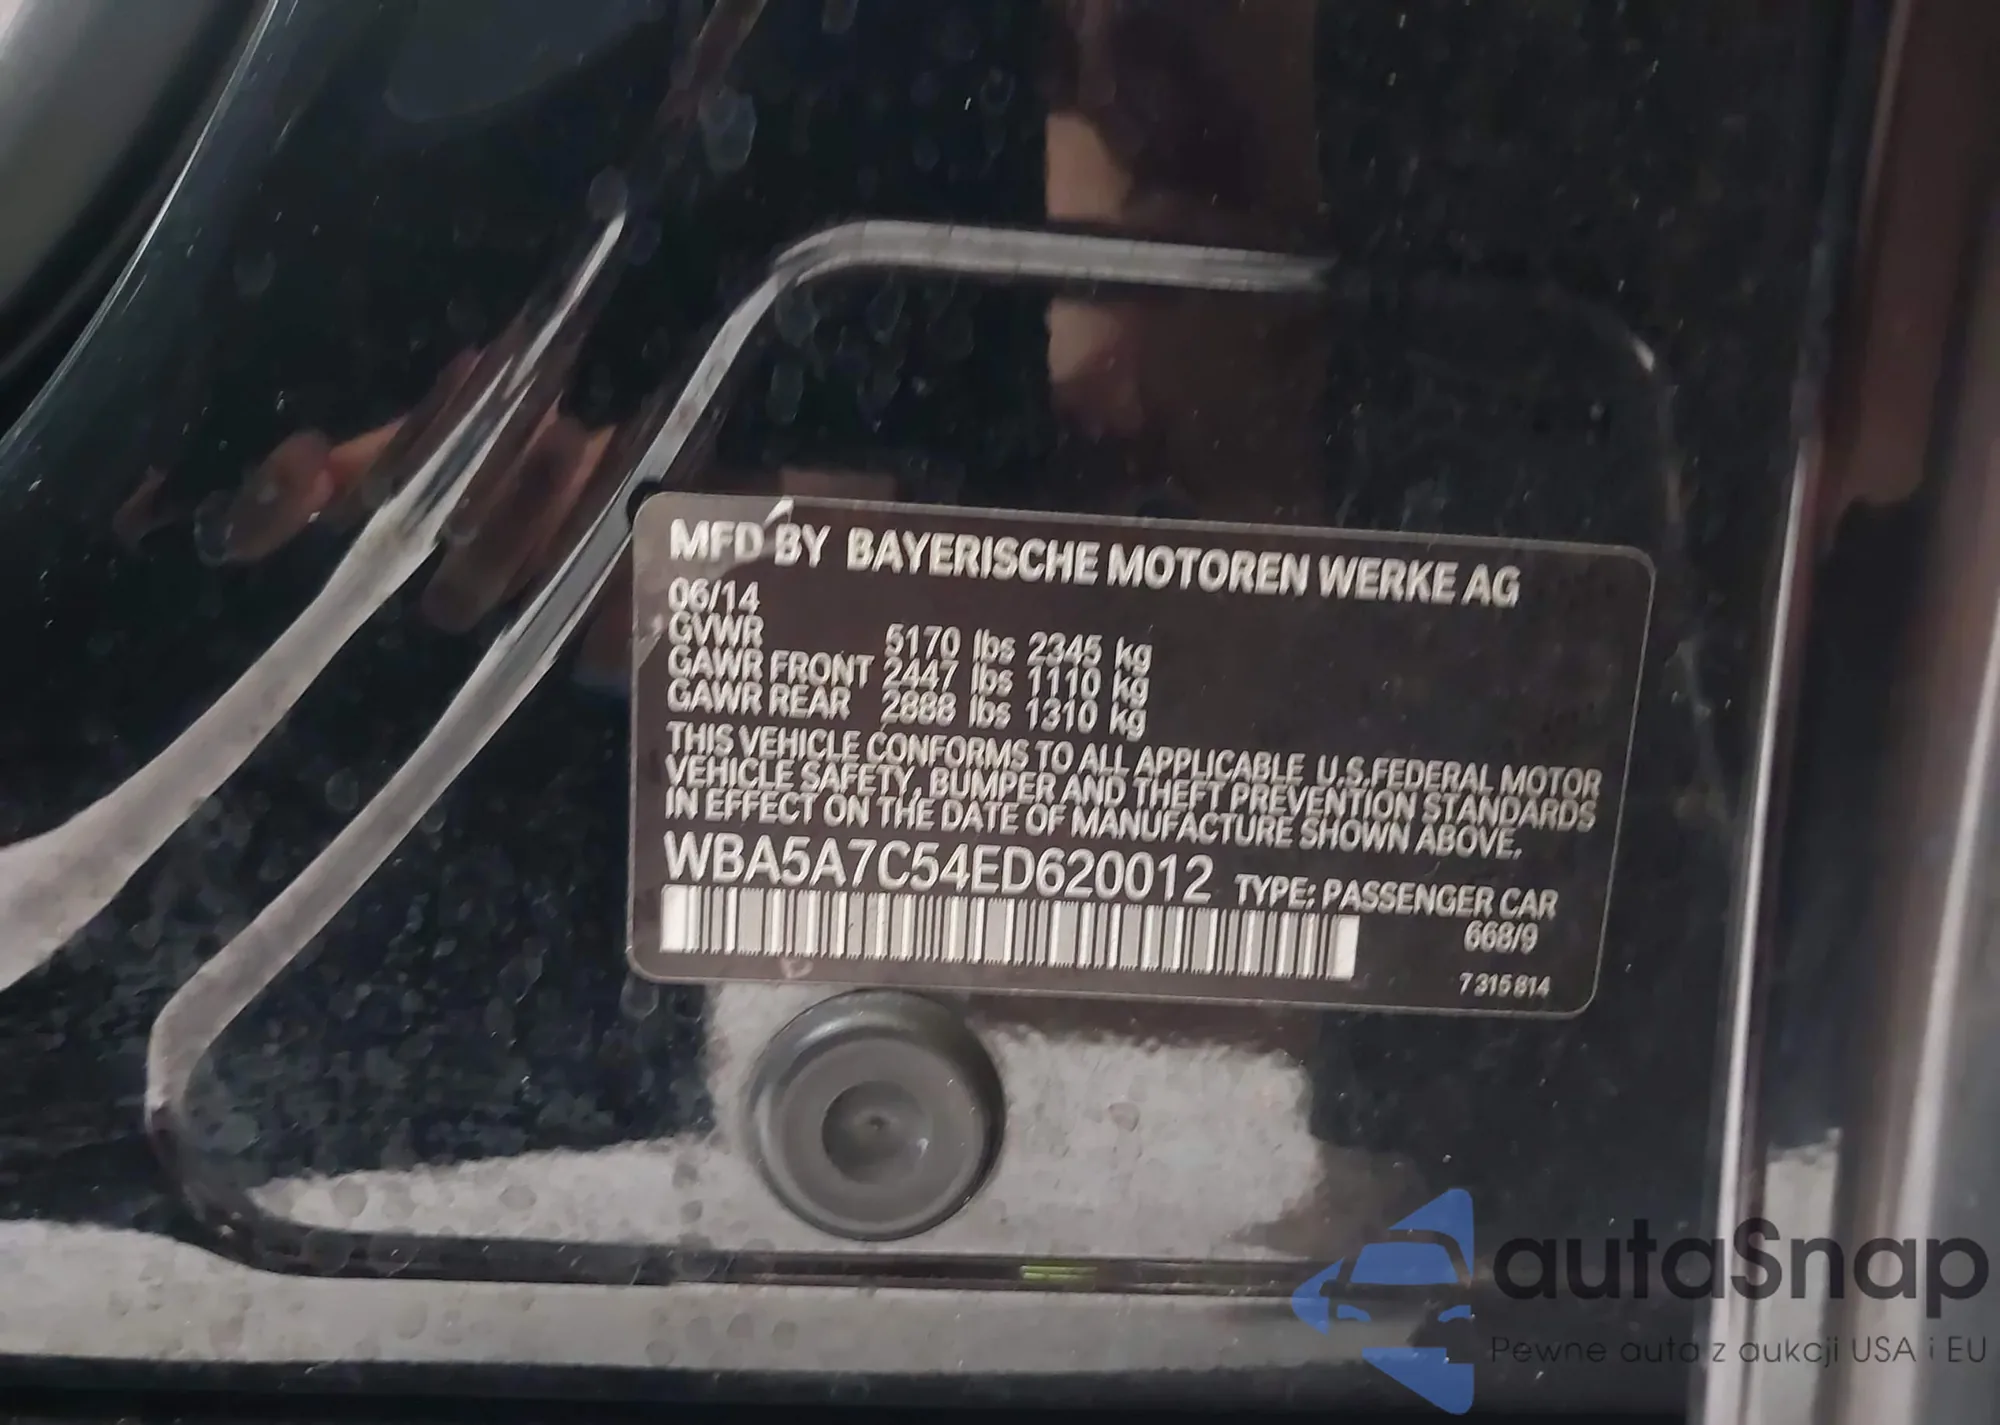 MFD BY BAYERISCHE MOTOREN WERKE AG
06/14
GVWR 5170 lbs 2345 kg
GAWR FRONT 2447 lbs 1110 kg
GAWR REAR 2888 lbs 1310 kg
THIS VEHICLE CONFORMS TO ALL APPLICABLE U.S.FEDERAL MOTOR
VEHICLE SAFETY, BUMPER AND THEFT PREVENTION STANDARDS
IN EFFECT ON THE DATE OF MANUFACTURE SHOWN ABOVE.
WBA5A7C54ED620012 TYPE: PASSENGER CAR
668/9
7 315 814
autaSnap
Pewne auta z aukcji USA i EU